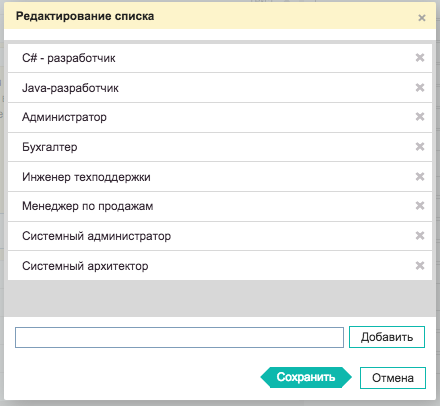 Редактирование списка
C# - разработчик
Java-разработчик
Администратор
Бухгалтер
Инженер техподдержки
Менеджер по продажам
Системный администратор
Системный архитектор
Добавить
Сохранить
Отмена